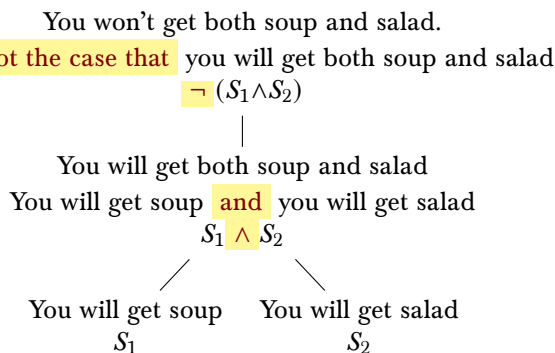 You won’t get both soup and salad.
ot the case that you will get both soup and salad
¬ (S₁∧S₂)
You will get both soup and salad
You will get soup and you will get salad
S₁ ∧ S₂
You will get soup You will get salad
S₁ S₂